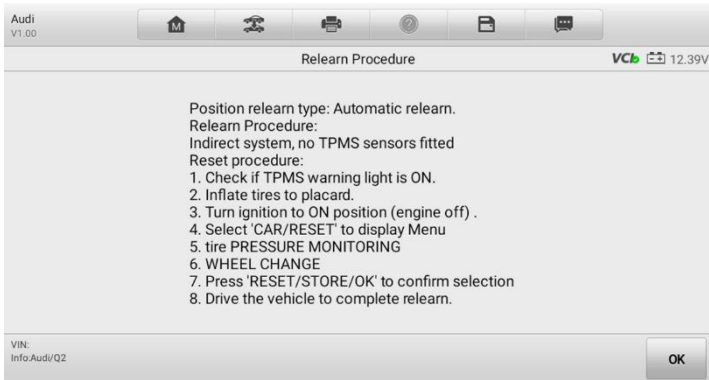 Audi
V1.00
M
Relearn Procedure
VCI
12.39V
Position relearn type: Automatic relearn.
Relearn Procedure:
Indirect system, no TPMS sensors fitted
Reset procedure:
1. Check if TPMS warning light is ON.
2. Inflate tires to placard.
3. Turn ignition to ON position (engine off) .
4. Select 'CAR/RESET' to display Menu
5. tire PRESSURE MONITORING
6. WHEEL CHANGE
7. Press 'RESET/STORE/OK' to confirm selection
8. Drive the vehicle to complete relearn.
VIN:
Info:Audi/Q2
OK